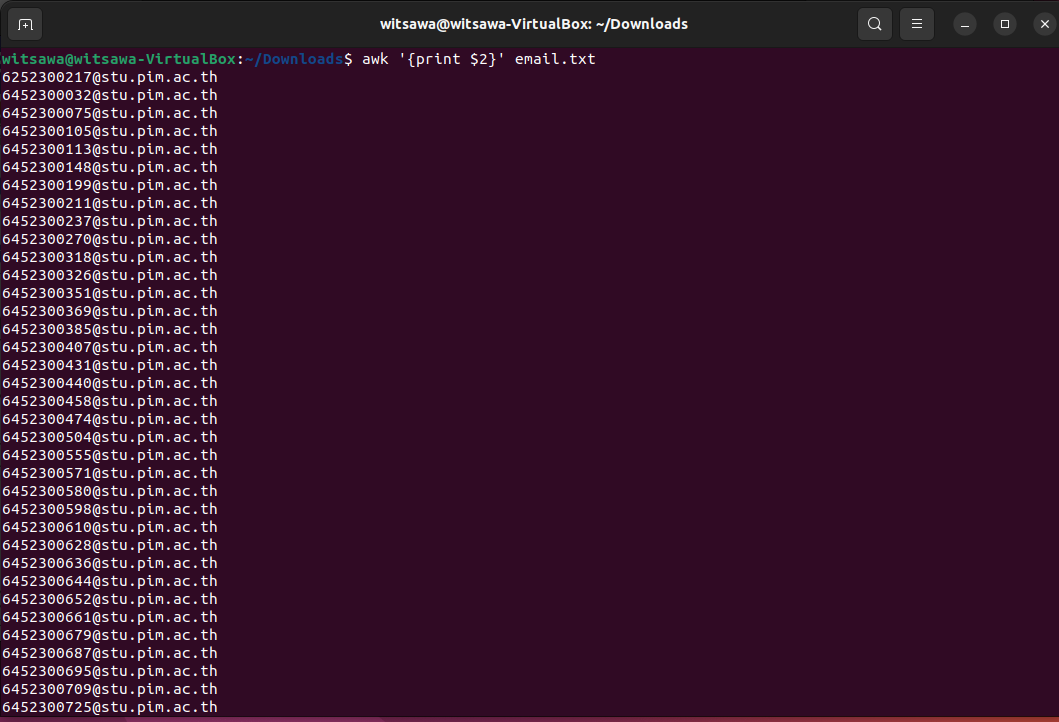 witsawa@witsawa-VirtualBox: ~/Downloads
witsawa@witsawa-VirtualBox:~/Downloads$ awk '{print $2}' email.txt
6252300217@stu.pim.ac.th
6452300032@stu.pim.ac.th
6452300075@stu.pim.ac.th
6452300105@stu.pim.ac.th
6452300113@stu.pim.ac.th
6452300148@stu.pim.ac.th
6452300199@stu.pim.ac.th
6452300211@stu.pim.ac.th
6452300237@stu.pim.ac.th
6452300270@stu.pim.ac.th
6452300318@stu.pim.ac.th
6452300326@stu.pim.ac.th
6452300351@stu.pim.ac.th
6452300369@stu.pim.ac.th
6452300385@stu.pim.ac.th
6452300407@stu.pim.ac.th
6452300431@stu.pim.ac.th
6452300440@stu.pim.ac.th
6452300458@stu.pim.ac.th
6452300474@stu.pim.ac.th
6452300504@stu.pim.ac.th
6452300555@stu.pim.ac.th
6452300571@stu.pim.ac.th
6452300580@stu.pim.ac.th
6452300598@stu.pim.ac.th
6452300610@stu.pim.ac.th
6452300628@stu.pim.ac.th
6452300636@stu.pim.ac.th
6452300644@stu.pim.ac.th
6452300652@stu.pim.ac.th
6452300661@stu.pim.ac.th
6452300679@stu.pim.ac.th
6452300687@stu.pim.ac.th
6452300695@stu.pim.ac.th
6452300709@stu.pim.ac.th
6452300725@stu.pim.ac.th